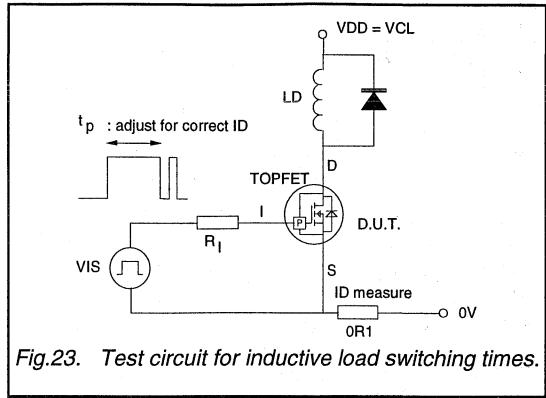 VDD = VCL
LD
t p : adjust for correct ID
D
TOPFET
I
P
D.U.T.
RI
VIS
S
ID measure
0V
0R1
Fig.23. Test circuit for inductive load switching times.